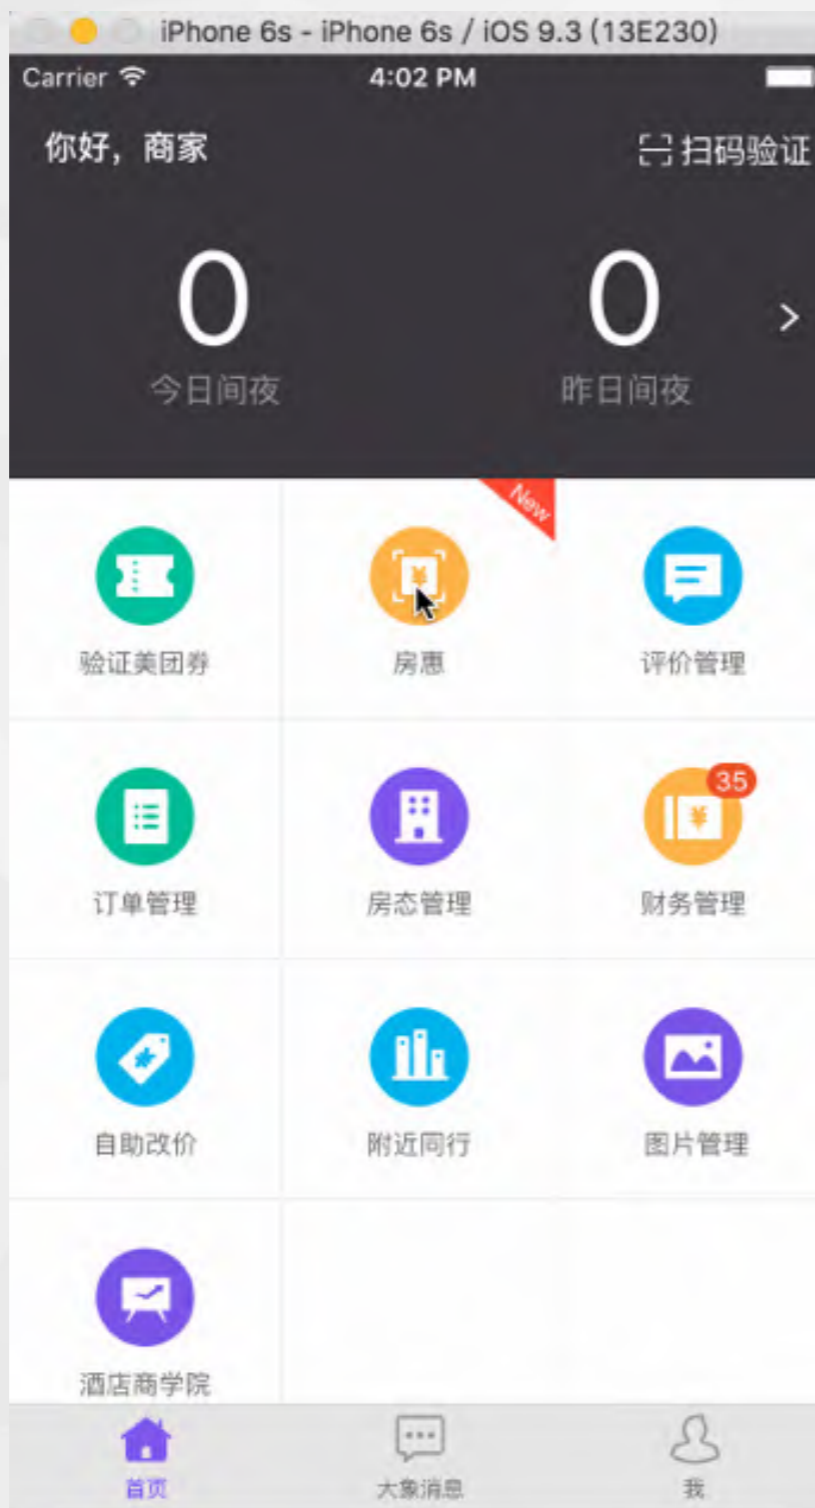 iPhone 6s - iPhone 6s / iOS 9.3 (13E230)
Carrier 4:02 PM
你好，商家 扫码验证
0 0 >
今日间夜 昨日间夜
New
验证美团券 房惠 评价管理
35
订单管理 房态管理 财务管理
自助改价 附近同行 图片管理
酒店商学院
首页 大象消息 我